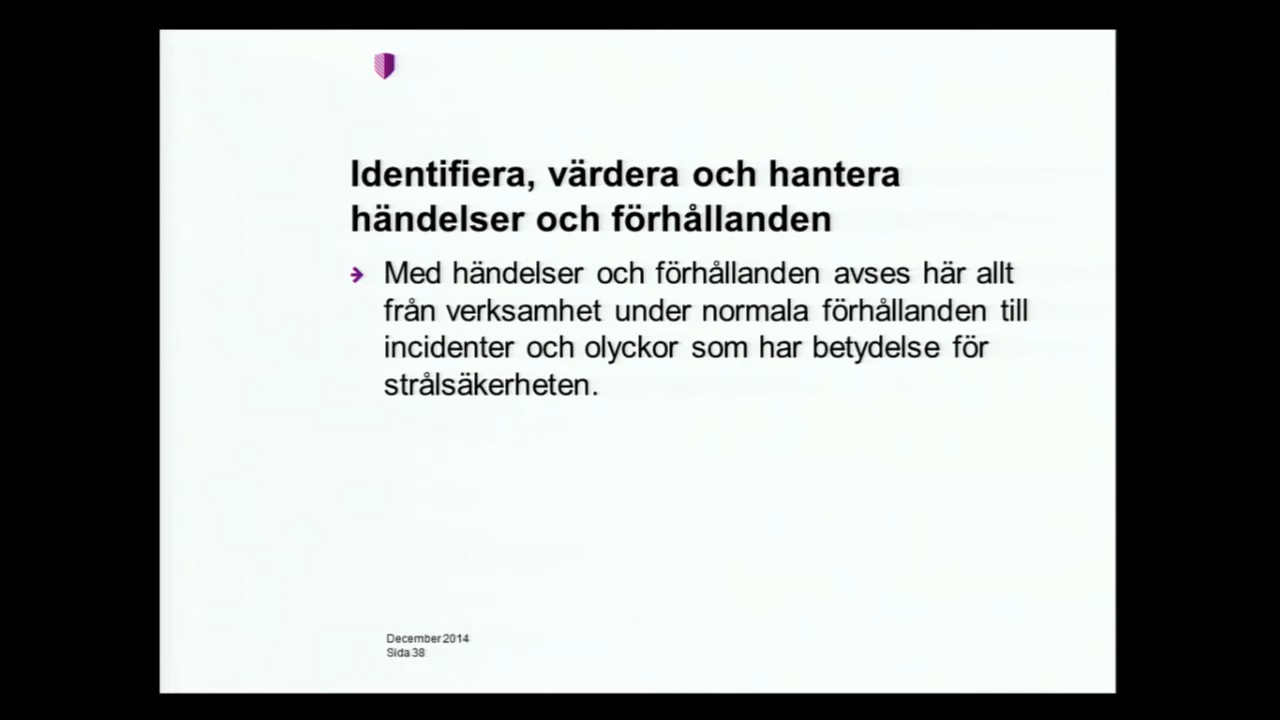 Identifiera, värdera och hantera
händelser och förhållanden
Med händelser och förhållanden avses här allt
från verksamhet under normala förhållanden till
incidenter och olyckor som har betydelse för
strålsäkerheten.
December 2014
Sida 38